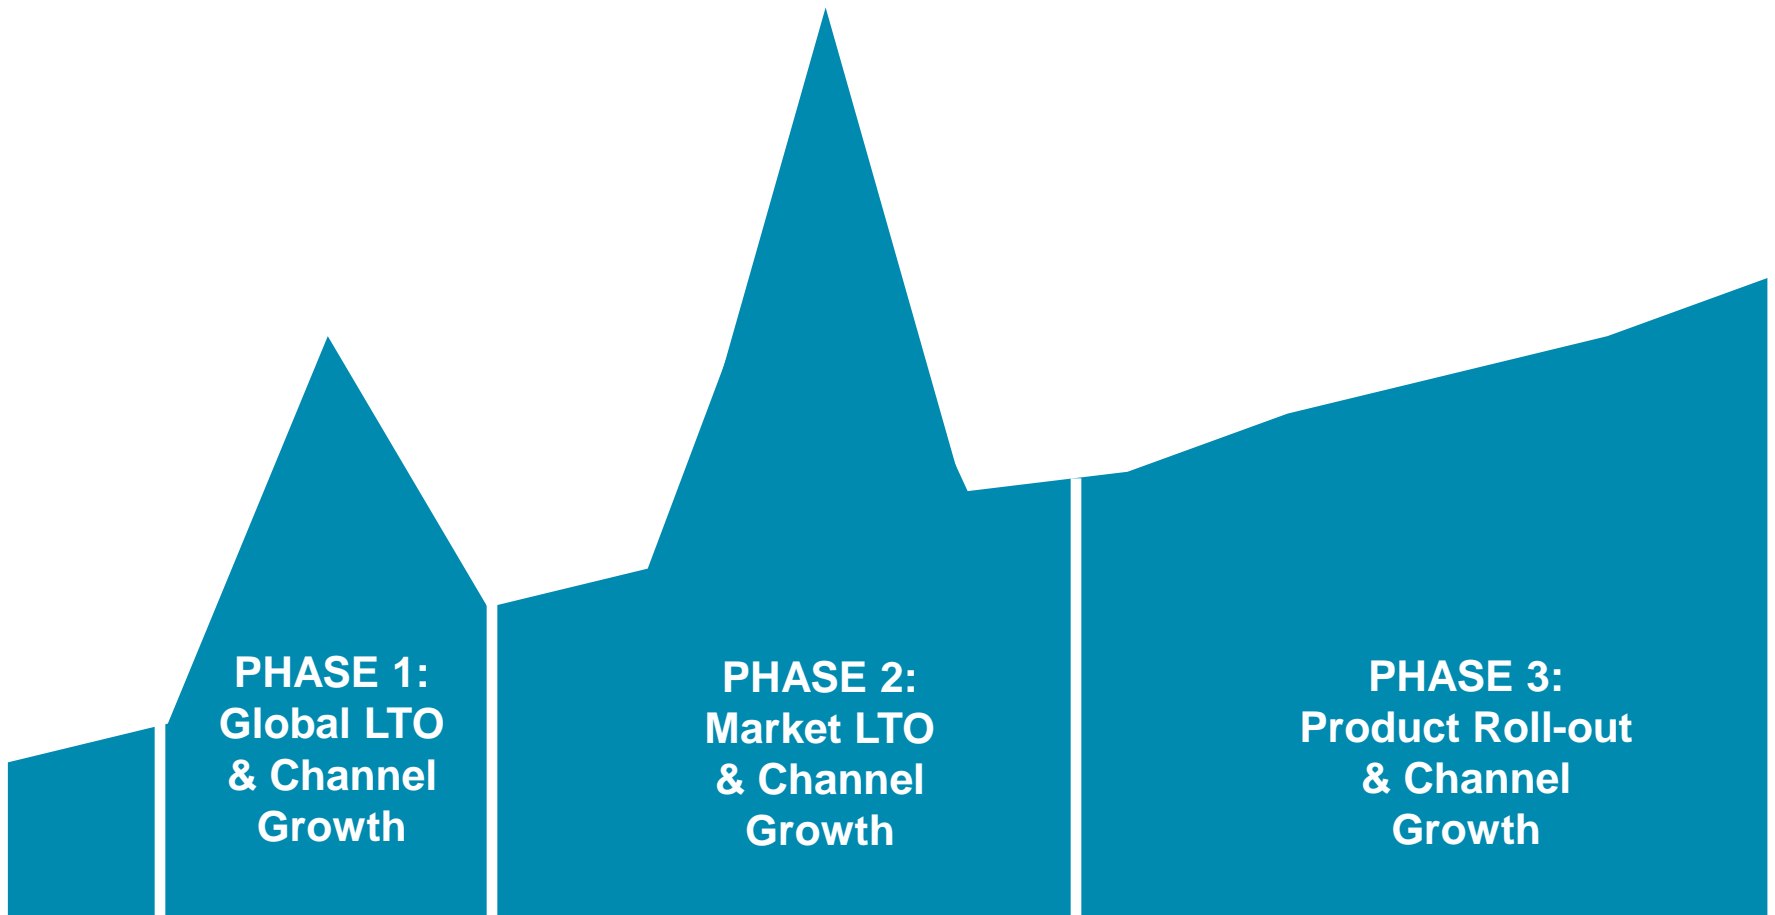 PHASE 1:
Global LTO
& Channel
Growth
PHASE 2:
Market LTO
& Channel
Growth
PHASE 3:
Product Roll-out
& Channel
Growth